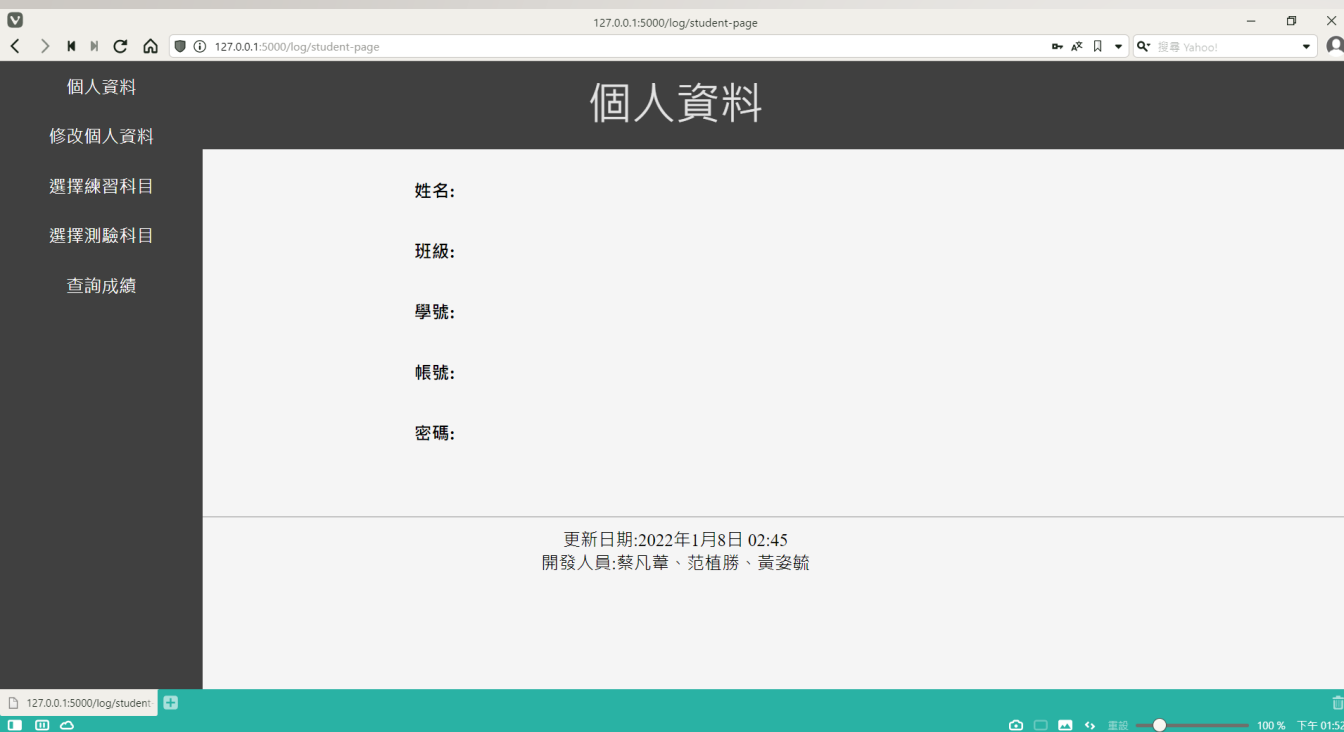 127.0.0.1:5000/log/student-page
127.0.0.1:5000/log/student-page
搜尋 Yahoo!
個人資料
修改個人資料
選擇練習科目
選擇測驗科目
查詢成績
個人資料
姓名:
班級:
學號:
帳號:
密碼:
更新日期:2022年1月8日 02:45
開發人員:蔡凡葦、范植勝、黃姿毓
127.0.0.1:5000/log/student-
重設
100 %
下午 01:52